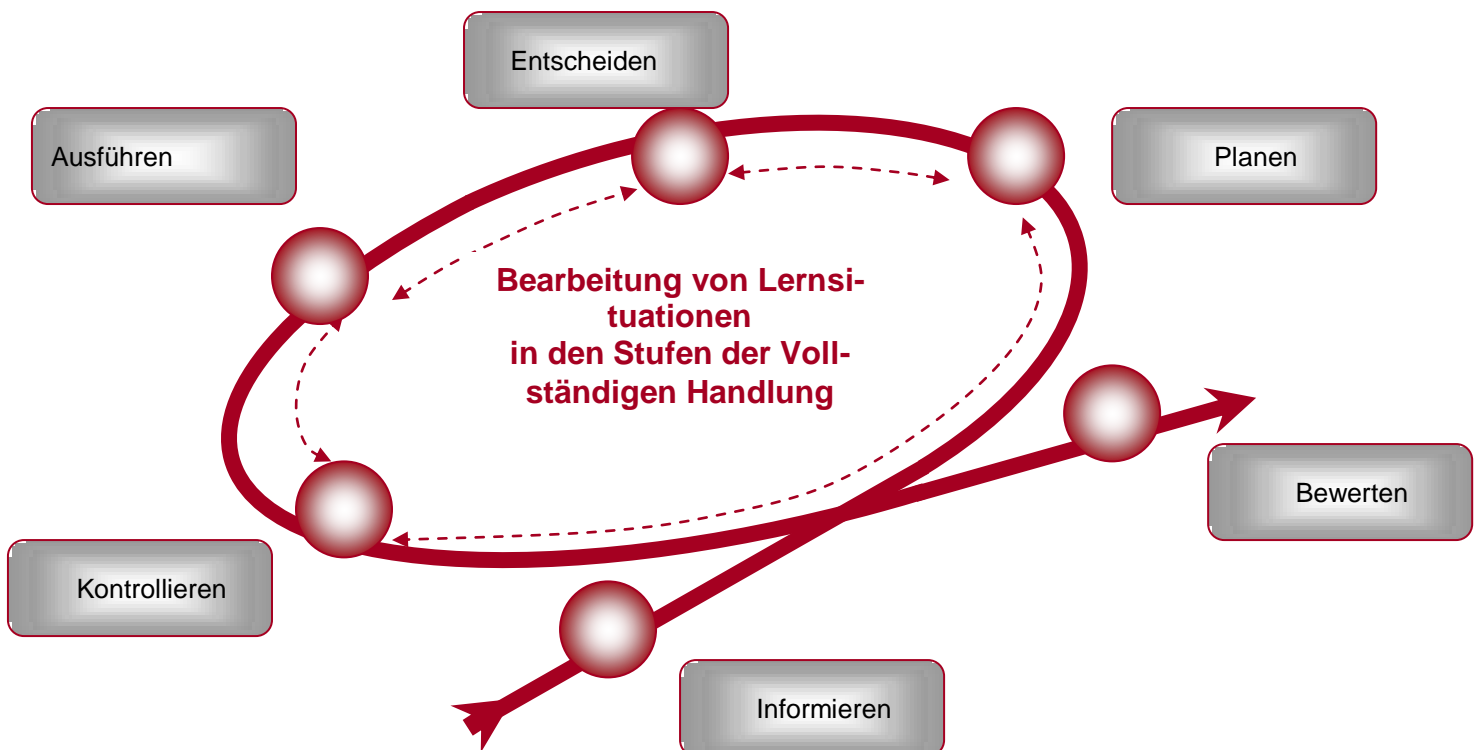 Entscheiden
Ausführen
Planen
Bearbeitung von Lernsi-
tuationen
in den Stufen der Voll-
ständigen Handlung
Bewerten
Kontrollieren
Informieren